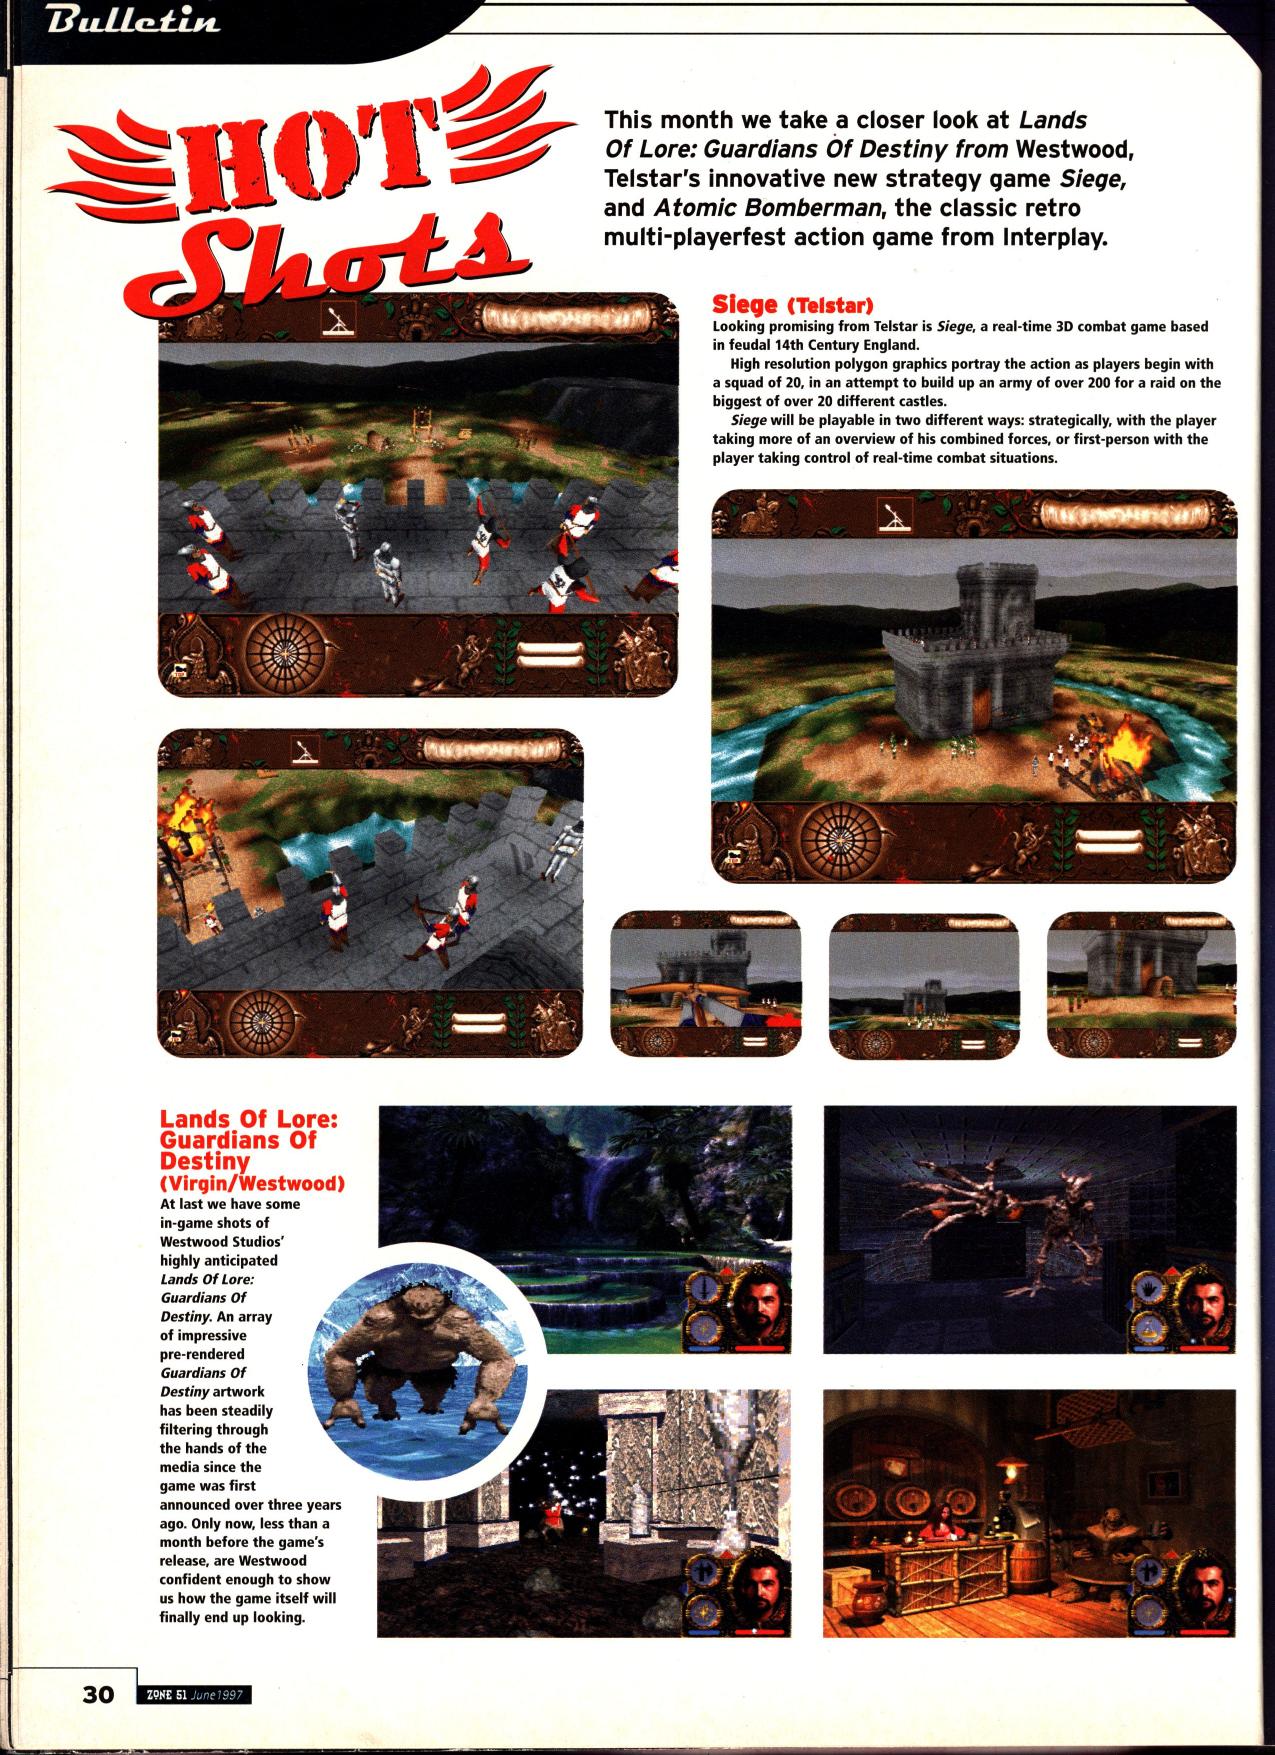 Bulletin
HOT
Shots
This month we take a closer look at Lands
Of Lore: Guardians Of Destiny from Westwood,
Telstar's innovative new strategy game Siege,
and Atomic Bomberman, the classic retro
multi-playerfest action game from Interplay.
Siege (Telstar)
Looking promising from Telstar is Siege, a real-time 3D combat game based
in feudal 14th Century England.
High resolution polygon graphics portray the action as players begin with
a squad of 20, in an attempt to build up an army of over 200 for a raid on the
biggest of over 20 different castles.
Siege will be playable in two different ways: strategically, with the player
taking more of an overview of his combined forces, or first-person with the
player taking control of real-time combat situations.
Lands Of Lore:
Guardians Of
Destiny
(Virgin/Westwood)
At last we have some
in-game shots of
Westwood Studios'
highly anticipated
Lands Of Lore:
Guardians Of
Destiny. An array
of impressive
pre-rendered
Guardians Of
Destiny artwork
has been steadily
filtering through
the hands of the
media since the
game was first
announced over three years
ago. Only now, less than a
month before the game's
release, are Westwood
confident enough to show
us how the game itself will
finally end up looking.
30
ZONE 51 June 1997